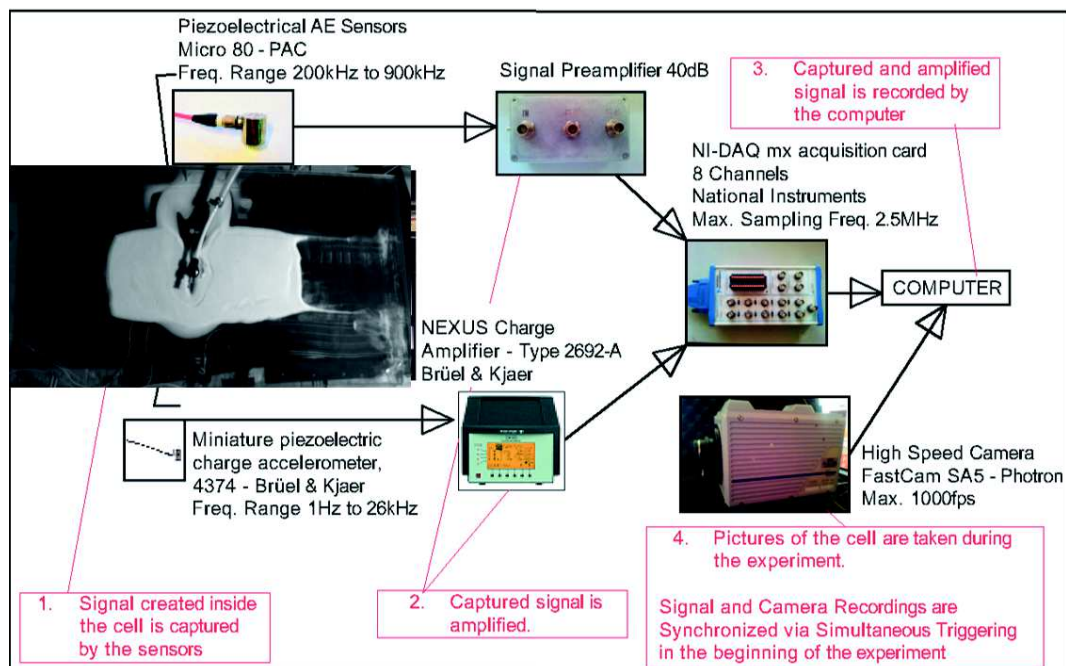 Piezoelectrical AE Sensors
Micro 80 - PAC
Freq. Range 200kHz to 900kHz
Signal Preamplifier 40dB
3. Captured and amplified
signal is recorded by
the computer
NI-DAQ mx acquisition card
8 Channels
National Instruments
Max. Sampling Freq. 2.5MHz
COMPUTER
NEXUS Charge
Amplifier - Type 2692-A
Brüel & Kjaer
Miniature piezoelectric
charge accelerometer,
4374 - Brüel & Kjaer
Freq. Range 1Hz to 26kHz
High Speed Camera
FastCam SA5 - Photron
Max. 1000fps
1. Signal created inside
the cell is captured
by the sensors
2. Captured signal is
amplified.
4. Pictures of the cell are taken during
the experiment.
Signal and Camera Recordings are
Synchronized via Simultaneous Triggering
in the beginning of the experiment